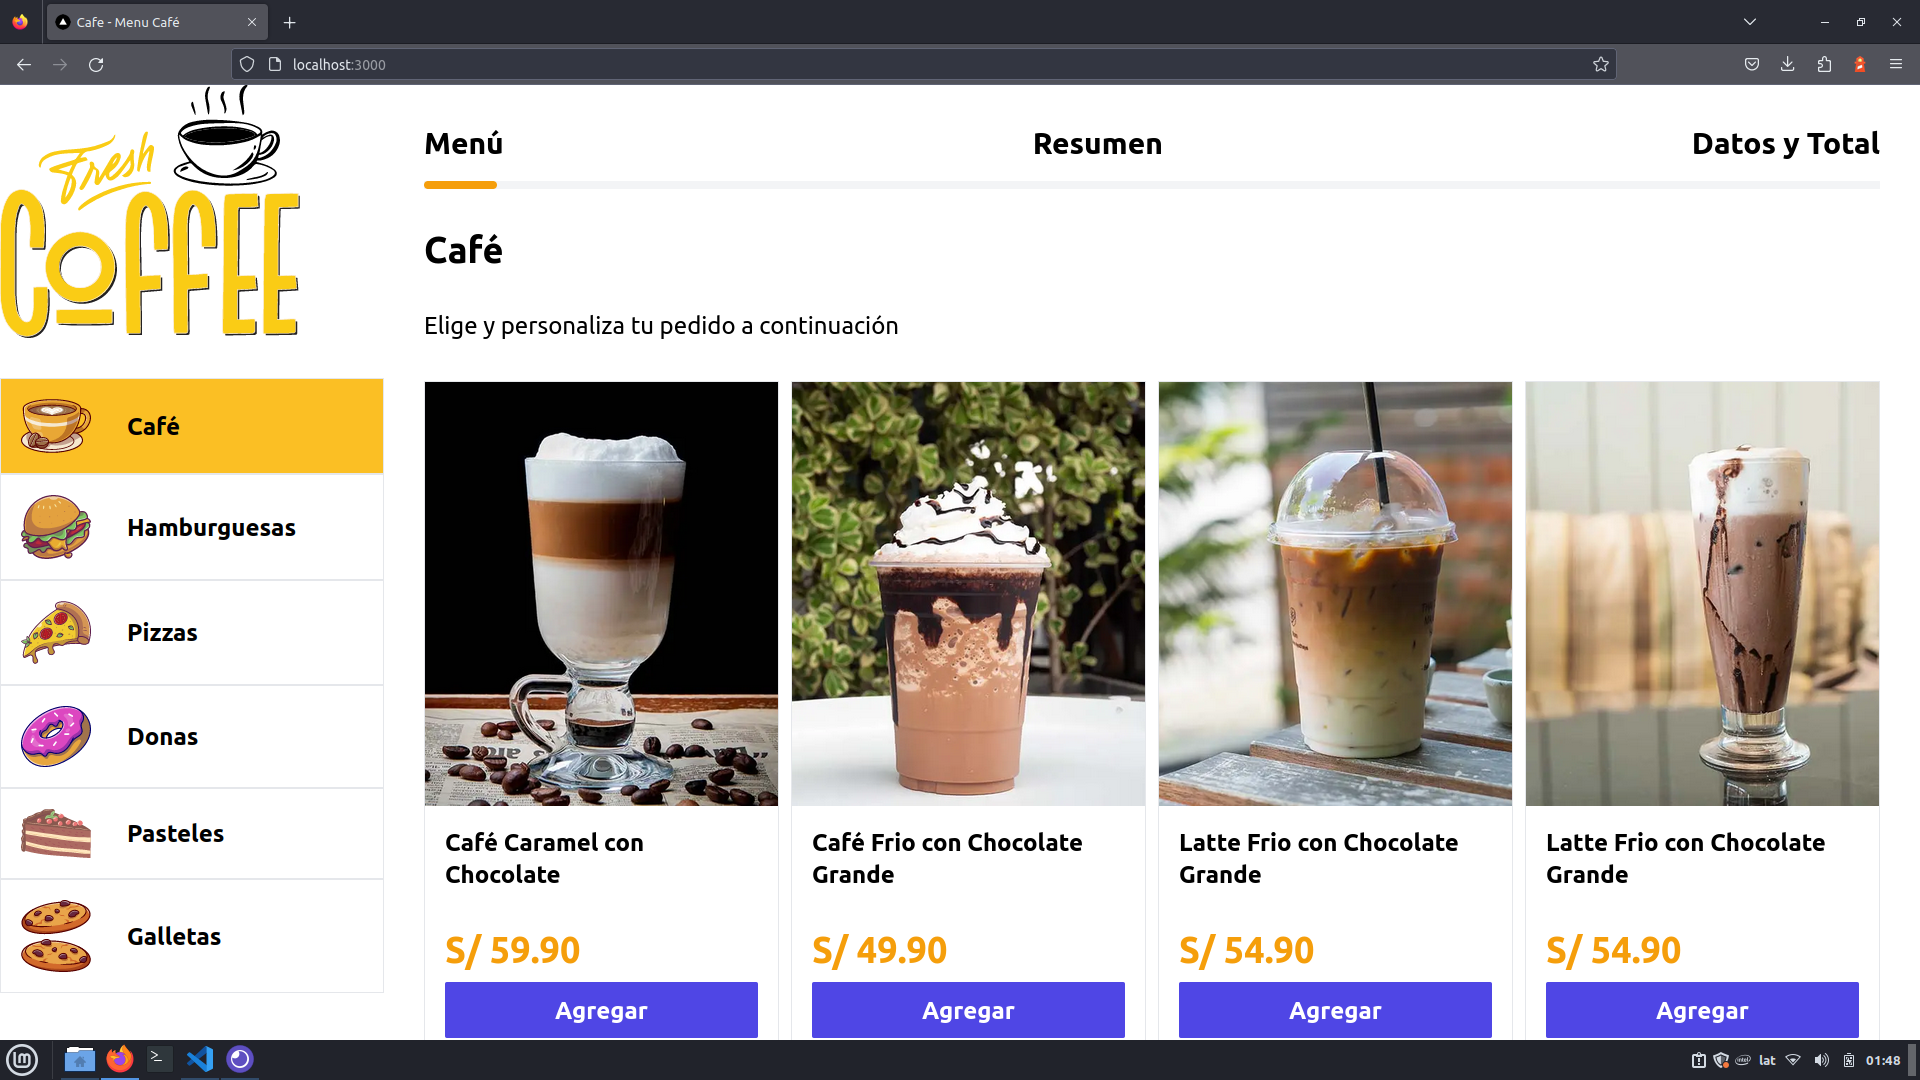 Cafe - Menu Café
localhost:3000
Fresh
COFFEE
Menú
Resumen
Datos y Total
Café
Elige y personaliza tu pedido a continuación
Café
Hamburguesas
Pizzas
Donas
Pasteles
Galletas
Café Caramel con
Chocolate
S/ 59.90
Agregar
Café Frio con Chocolate
Grande
S/ 49.90
Agregar
Latte Frio con Chocolate
Grande
S/ 54.90
Agregar
Latte Frio con Chocolate
Grande
S/ 54.90
Agregar
lat
01:48